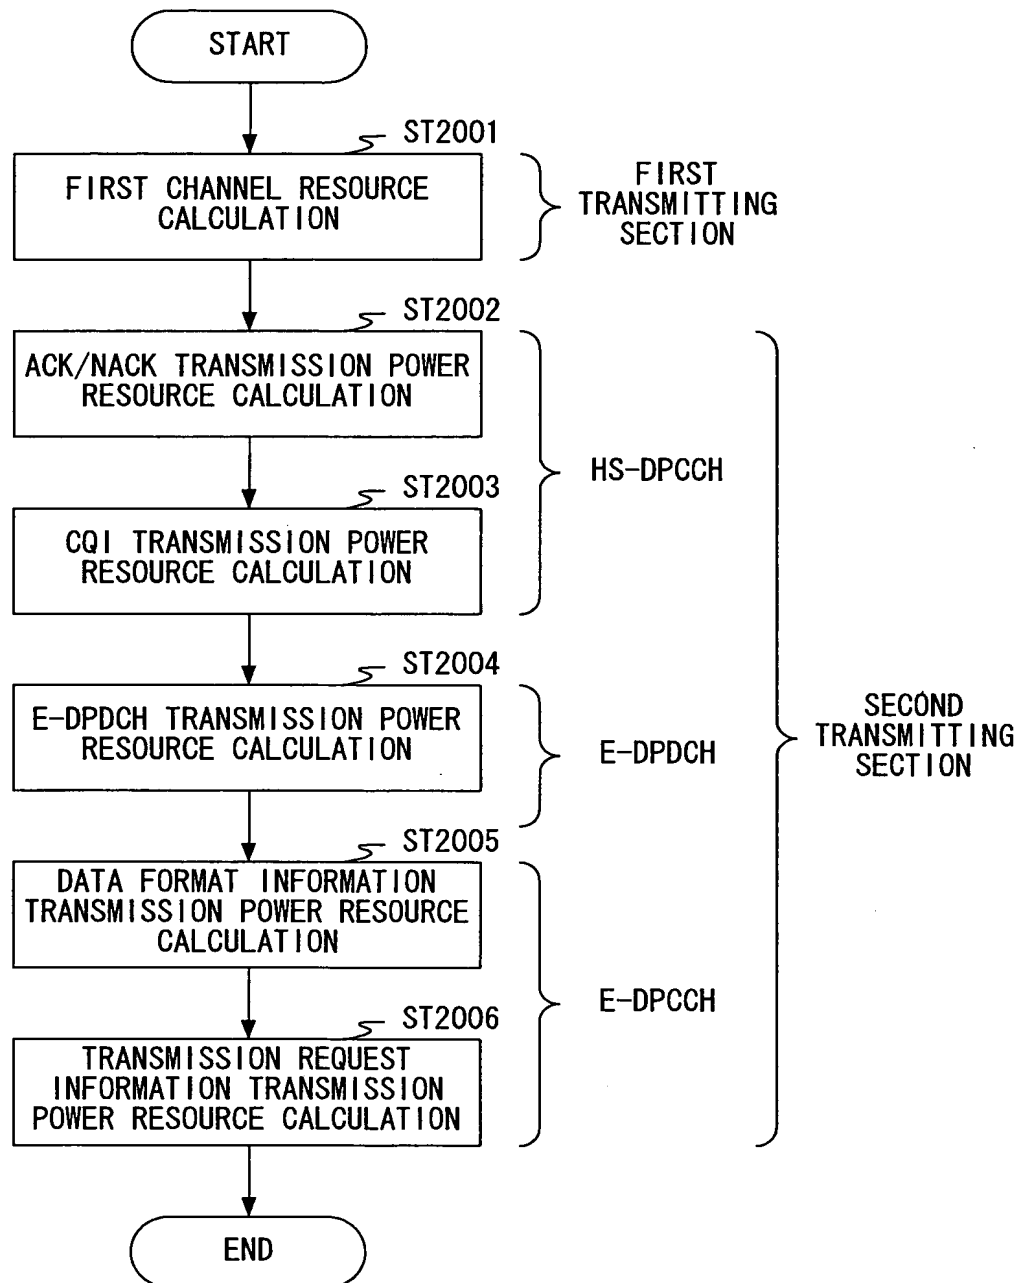 START
ST2001
FIRST CHANNEL RESOURCE
CALCULATION
FIRST
TRANSMITTING
SECTION
ST2002
ACK/NACK TRANSMISSION POWER
RESOURCE CALCULATION
HS-DPCCH
ST2003
CQI TRANSMISSION POWER
RESOURCE CALCULATION
ST2004
E-DPDCH TRANSMISSION POWER
RESOURCE CALCULATION
E-DPDCH
SECOND
TRANSMITTING
SECTION
ST2005
DATA FORMAT INFORMATION
TRANSMISSION POWER RESOURCE
CALCULATION
E-DPCCH
ST2006
TRANSMISSION REQUEST
INFORMATION TRANSMISSION
POWER RESOURCE CALCULATION
END